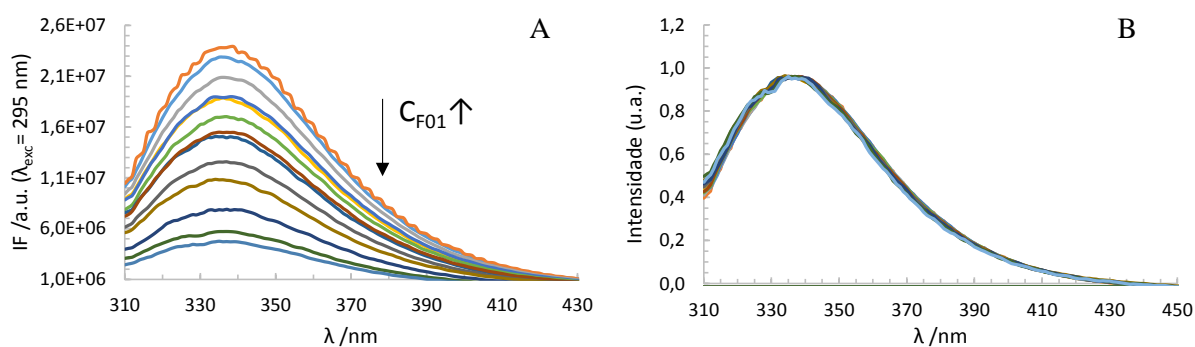 A
2,6E+07
2,1E+07
1,6E+07
1,1E+07
6,0E+06
1,0E+06
IF /a.u. (λexc= 295 nm)
CF01↑
310 330 350 370 390 410 430
λ /nm
B
1,2
1,0
0,8
0,6
0,4
0,2
0,0
Intensidade (u.a.)
310 330 350 370 390 410 430 450
λ /nm